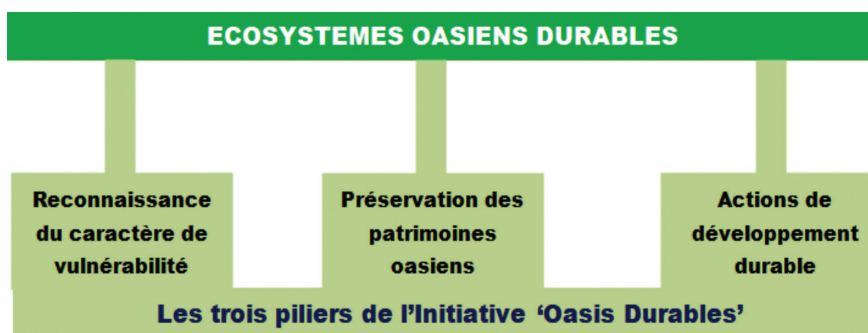 ECOSYSTEMES OASIENS DURABLES
Reconnaissance
du caractère de
vulnérabilité
Préservation des
patrimoines
oasiens
Actions de
développement
durable
Les trois piliers de l'Initiative ‘Oasis Durables’